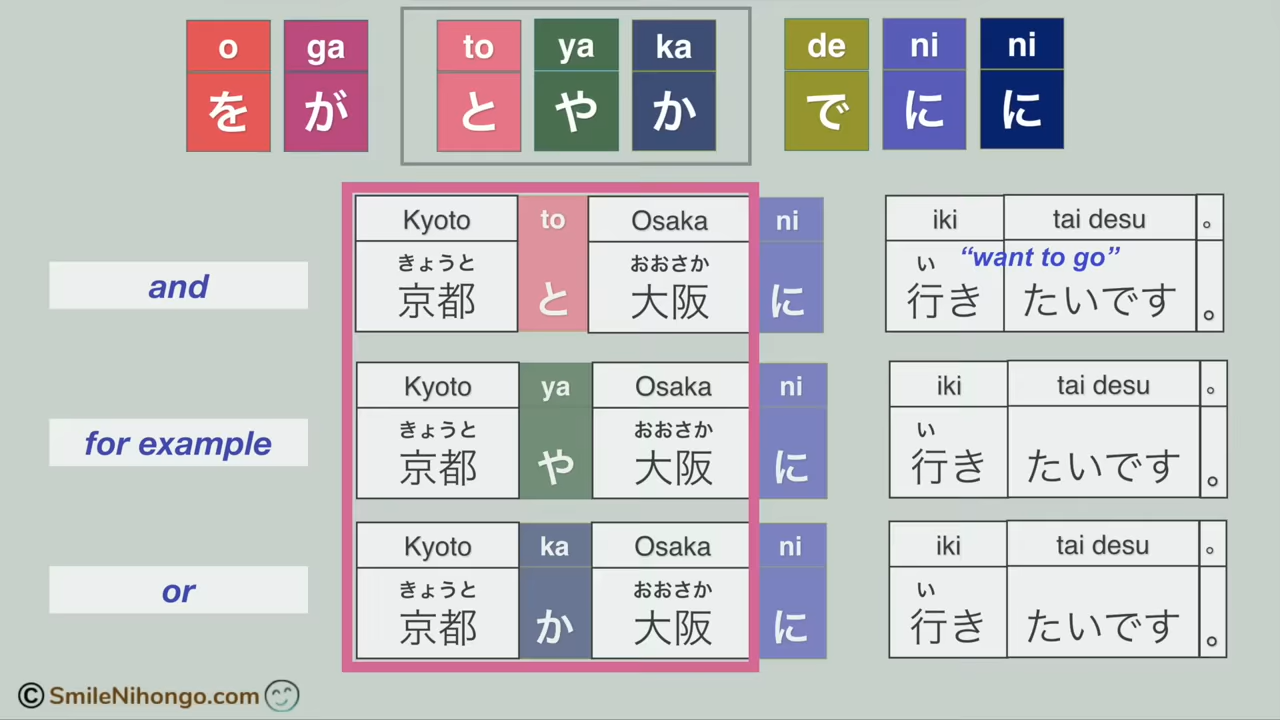 o ga to ya ka de ni ni
を が と や か で に に
Kyoto to Osaka ni iki tai desu 。
and
きょうと おおさか い “want to go”
京都 と 大阪 に 行き たいです 。
Kyoto ya Osaka ni iki tai desu 。
for example
きょうと おおさか い
京都 や 大阪 に 行き たいです 。
Kyoto ka Osaka ni iki tai desu 。
or
きょうと おおさか い
京都 か 大阪 に 行き たいです 。
© SmileNihongo.com